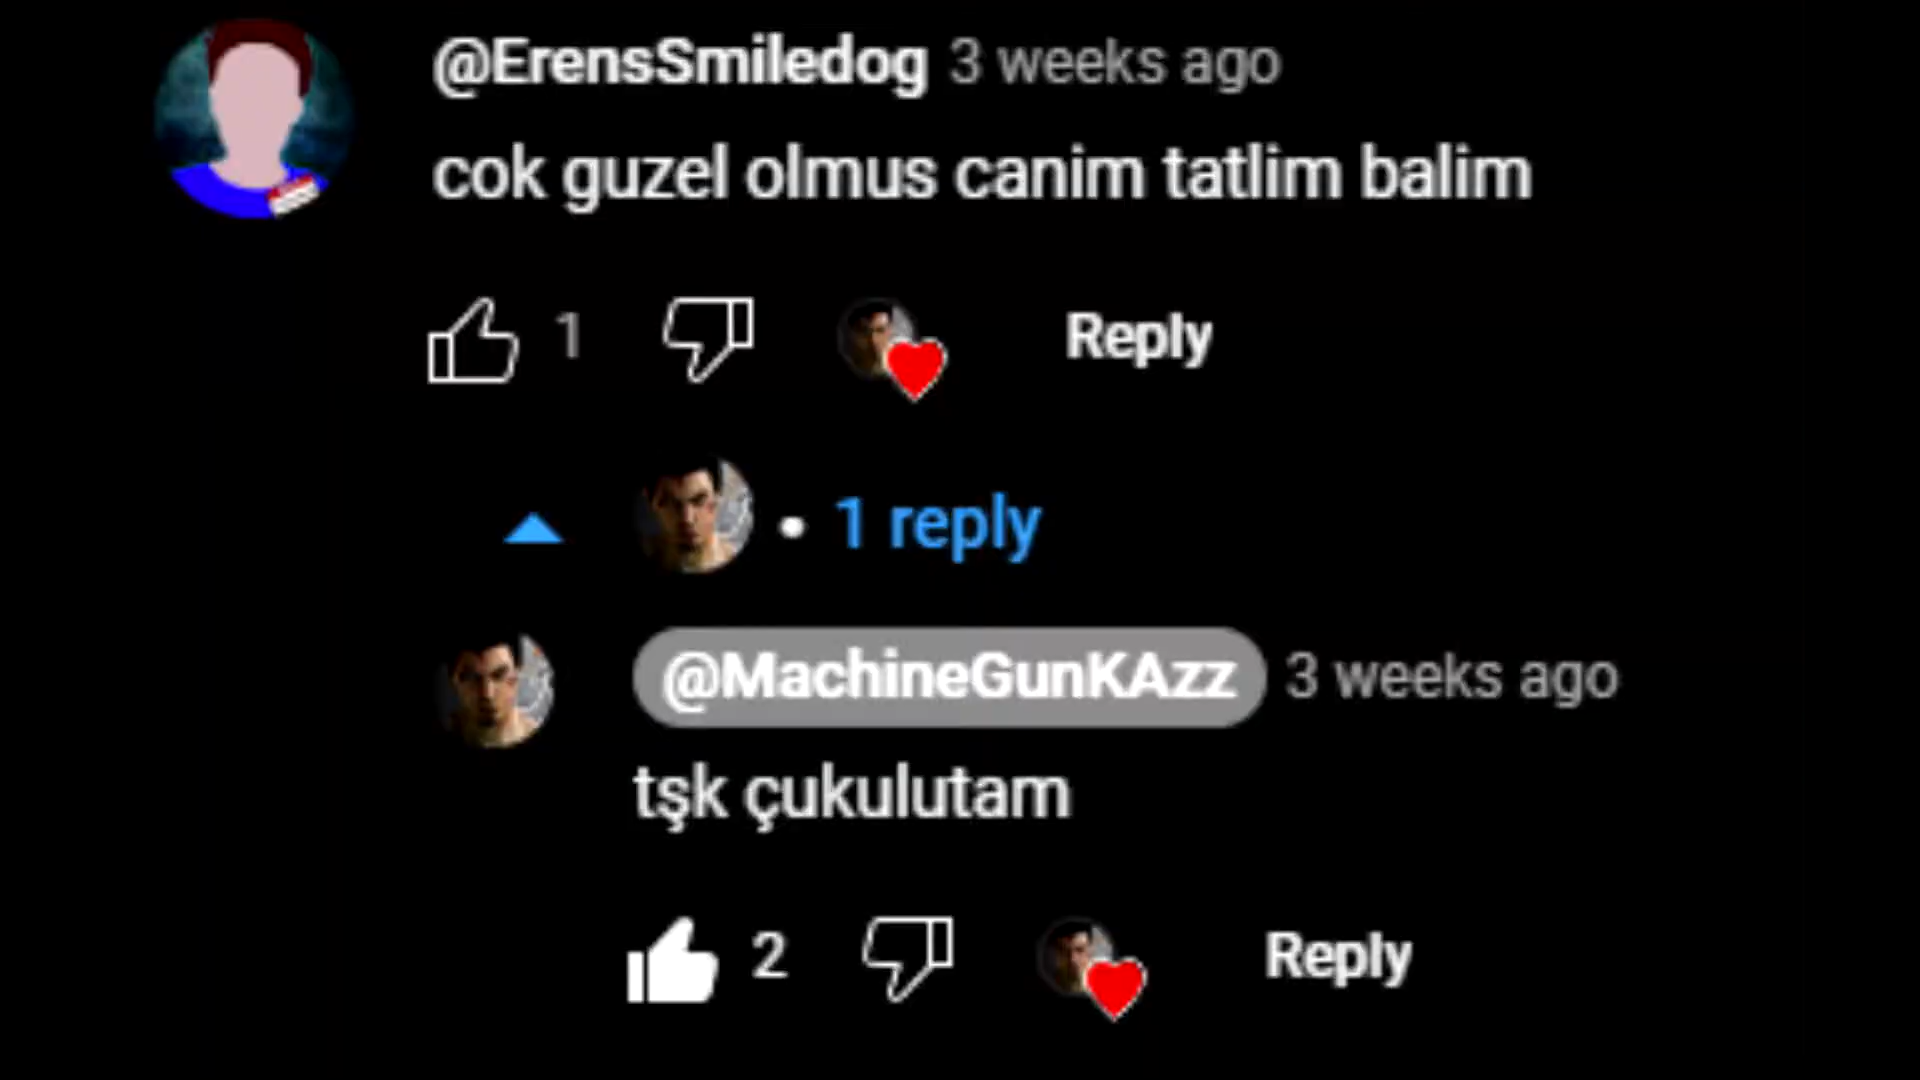 @ErensSmiledog 3 weeks ago
cok guzel olmus canim tatlim balim
1 Reply
• 1 reply
@MachineGunKAzz 3 weeks ago
tşk çukulutam
2 Reply